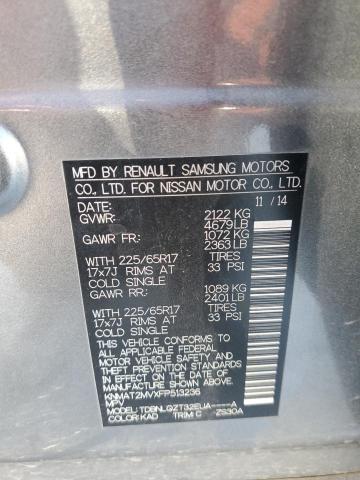 MFD BY RENAULT SAMSUNG MOTORS
CO., LTD. FOR NISSAN MOTOR CO., LTD.
DATE: 11 / 14
GVWR: 2122 KG
4679 LB
GAWR FR: 1072 KG
2363 LB
WITH 225/65R17 TIRES
17x7J RIMS AT 33 PSI
COLD SINGLE
GAWR RR: 1089 KG
2401 LB
WITH 225/65R17 TIRES
17x7J RIMS AT 33 PSI
COLD SINGLE
THIS VEHICLE CONFORMS TO ALL
APPLICABLE U.S. FEDERAL MOTOR VEHICLE
SAFETY AND THEFT PREVENTION STANDARDS
IN EFFECT ON THE DATE OF
MANUFACTURE SHOWN ABOVE.
KNMAT2MVXFP513236
MPV
MODEL: TDBNLQZT32EUA----A
COLOR: KAD TRIM: C ZS30A